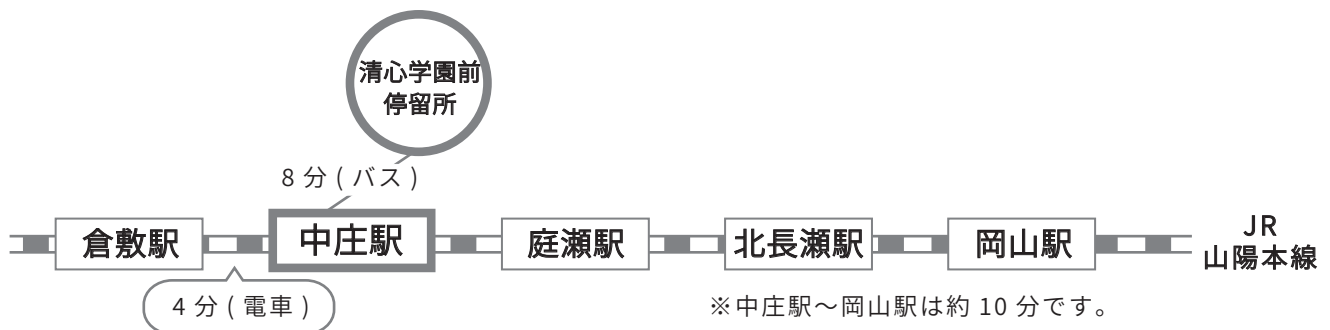 清心学園前
停留所
8 分 ( バス )
倉敷駅
中庄駅
庭瀬駅
北長瀬駅
岡山駅
JR
山陽本線
4 分 ( 電車 )
※中庄駅～岡山駅は約 10 分です。